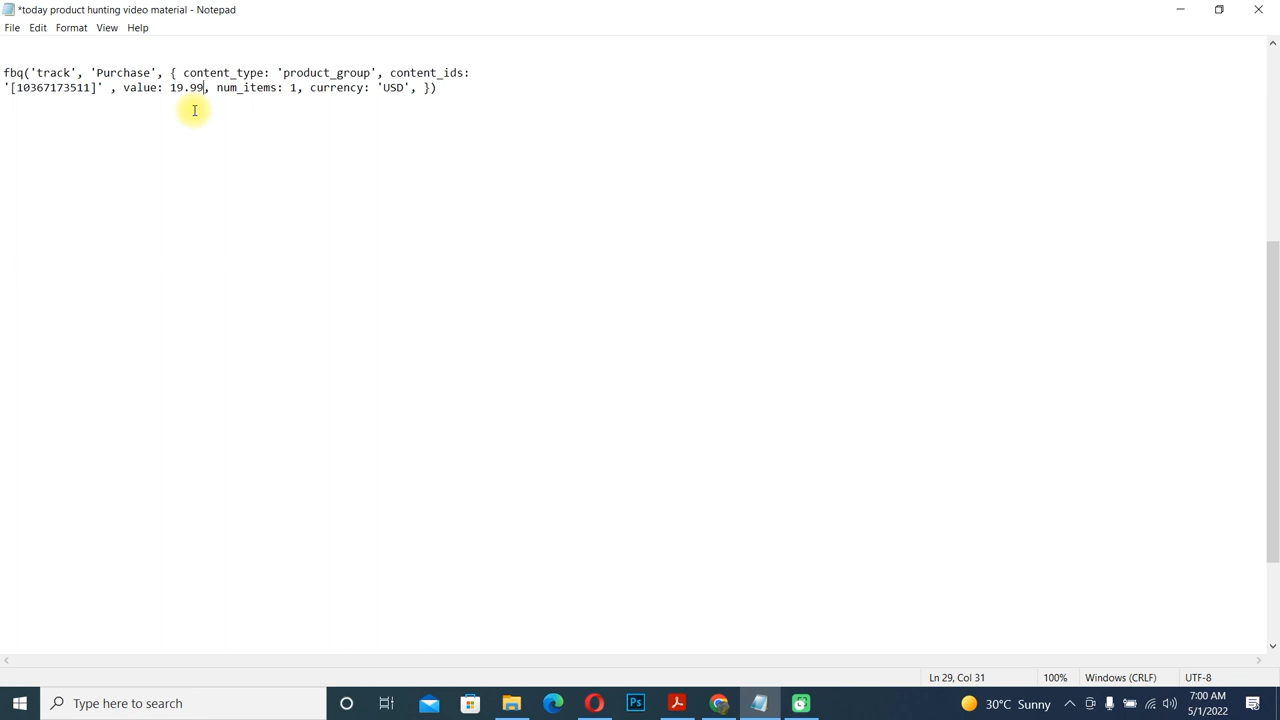 *today product hunting video material - Notepad
File Edit Format View Help
fbq('track', 'Purchase', { content_type: 'product_group', content_ids:
'[10367173511]' , value: 19.99, num_items: 1, currency: 'USD', })
Ln 29, Col 31 100% Windows (CRLF) UTF-8
Type here to search Ps 30°C Sunny 7:00 AM
5/1/2022